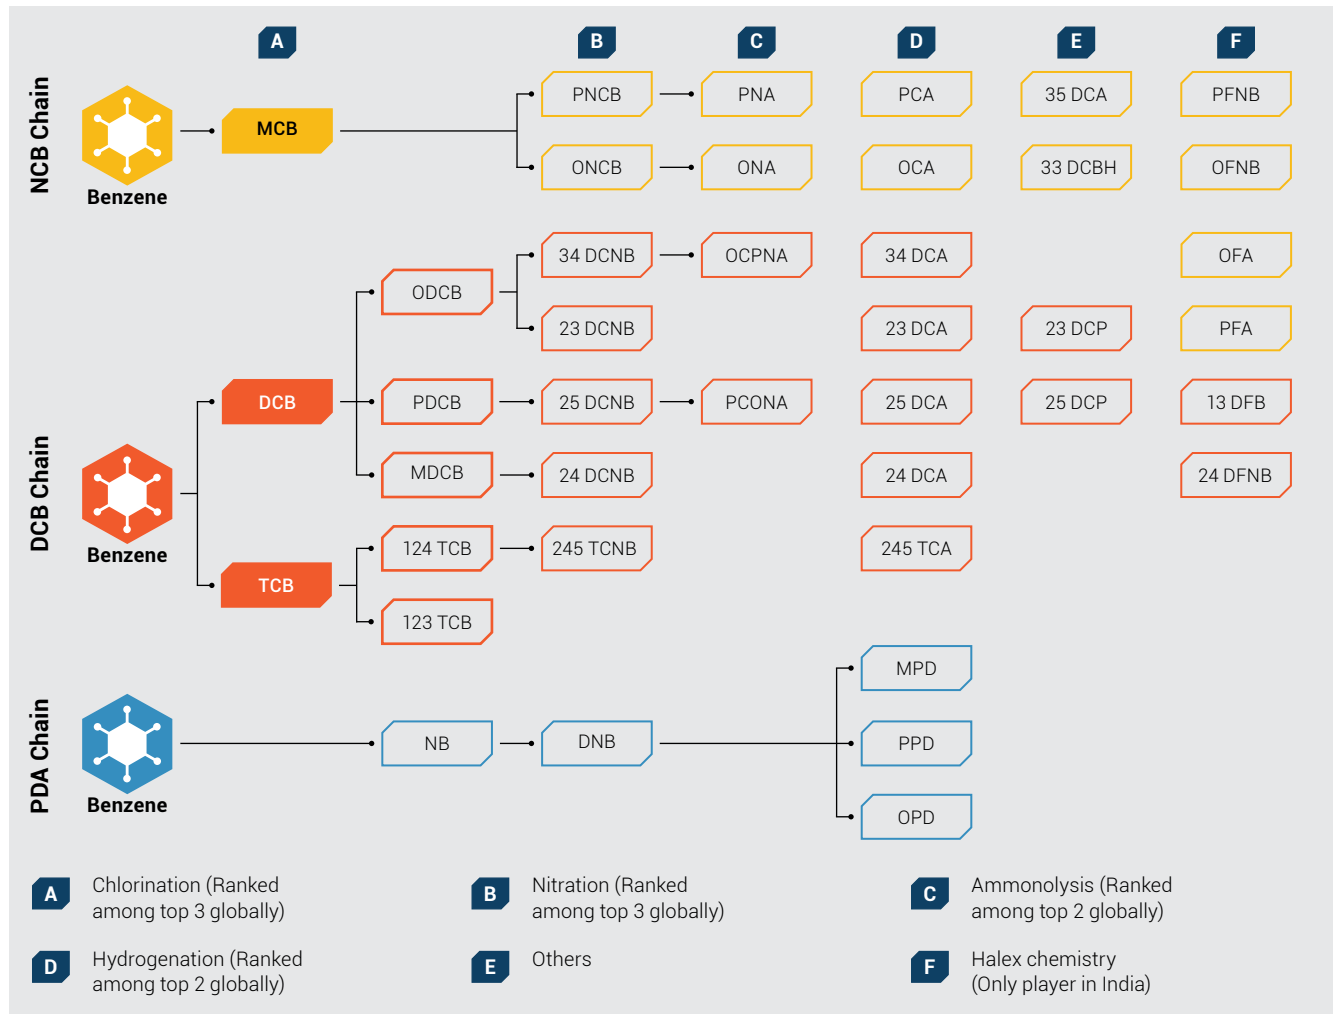 A
B
C
D
E
F
NCB Chain
Benzene
MCB
PNCB
PNA
PCA
35 DCA
PFNB
ONCB
ONA
OCA
33 DCBH
OFNB
DCB Chain
Benzene
DCB
TCB
ODCB
34 DCNB
OCPNA
34 DCA
OFA
23 DCNB
23 DCA
23 DCP
PFA
PDCB
25 DCNB
PCONA
25 DCA
25 DCP
13 DFB
MDCB
24 DCNB
24 DCA
24 DFNB
124 TCB
245 TCNB
245 TCA
123 TCB
PDA Chain
Benzene
NB
DNB
MPD
PPD
OPD
A
Chlorination (Ranked
among top 3 globally)
B
Nitration (Ranked
among top 3 globally)
C
Ammonolysis (Ranked
among top 2 globally)
D
Hydrogenation (Ranked
among top 2 globally)
E
Others
F
Halex chemistry
(Only player in India)